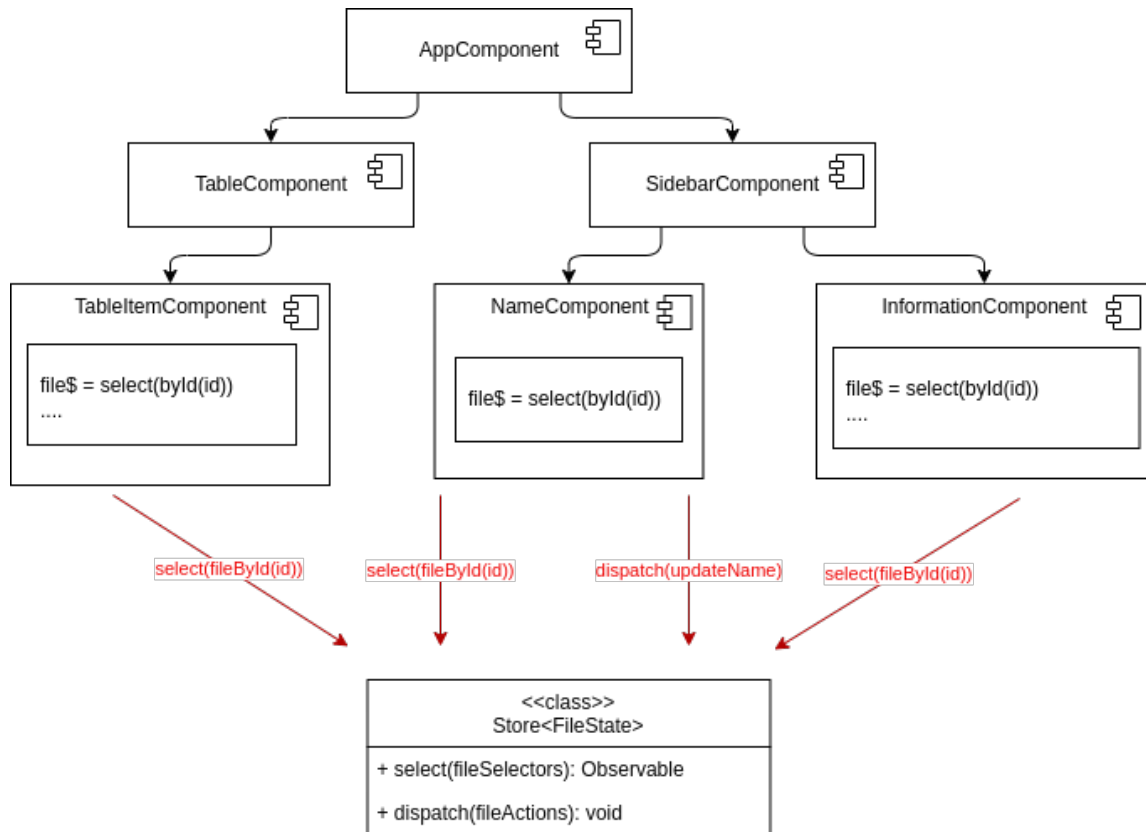 AppComponent
TableComponent
SidebarComponent
TableItemComponent
file$ = select(byId(id))
....
NameComponent
file$ = select(byId(id))
InformationComponent
file$ = select(byId(id))
....
select(fileById(id))
select(fileById(id))
dispatch(updateName)
select(fileById(id))
<<class>>
Store<FileState>
+ select(fileSelectors): Observable
+ dispatch(fileActions): void